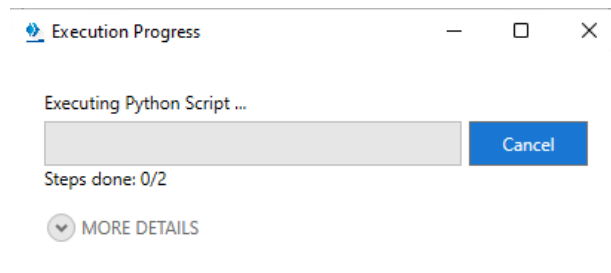 Execution Progress
Executing Python Script ...
Cancel
Steps done: 0/2
MORE DETAILS